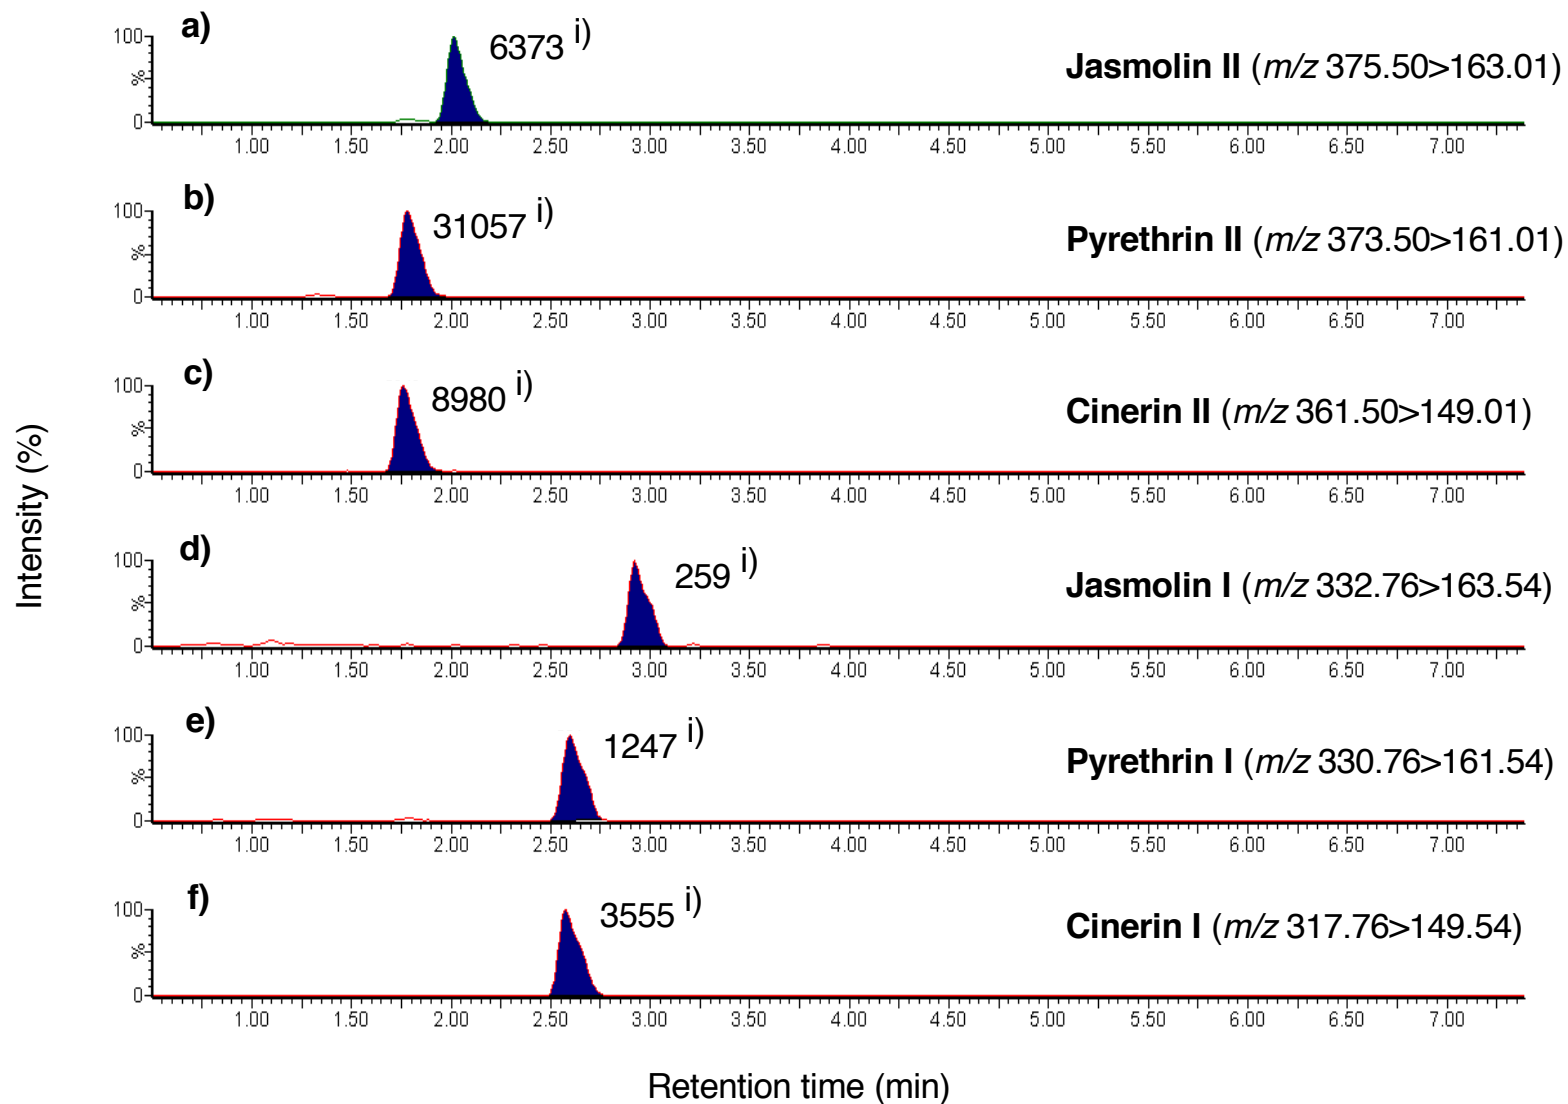 a)
6373 i)
Jasmolin II (m/z 375.50>163.01)
100
%
0
1.00 1.50 2.00 2.50 3.00 3.50 4.00 4.50 5.00 5.50 6.00 6.50 7.00
b)
31057 i)
Pyrethrin II (m/z 373.50>161.01)
100
%
0
1.00 1.50 2.00 2.50 3.00 3.50 4.00 4.50 5.00 5.50 6.00 6.50 7.00
c)
8980 i)
Cinerin II (m/z 361.50>149.01)
100
%
0
1.00 1.50 2.00 2.50 3.00 3.50 4.00 4.50 5.00 5.50 6.00 6.50 7.00
d)
259 i)
Jasmolin I (m/z 332.76>163.54)
100
%
0
1.00 1.50 2.00 2.50 3.00 3.50 4.00 4.50 5.00 5.50 6.00 6.50 7.00
e)
1247 i)
Pyrethrin I (m/z 330.76>161.54)
100
%
0
1.00 1.50 2.00 2.50 3.00 3.50 4.00 4.50 5.00 5.50 6.00 6.50 7.00
f)
3555 i)
Cinerin I (m/z 317.76>149.54)
100
%
0
1.00 1.50 2.00 2.50 3.00 3.50 4.00 4.50 5.00 5.50 6.00 6.50 7.00
Intensity (%)
Retention time (min)